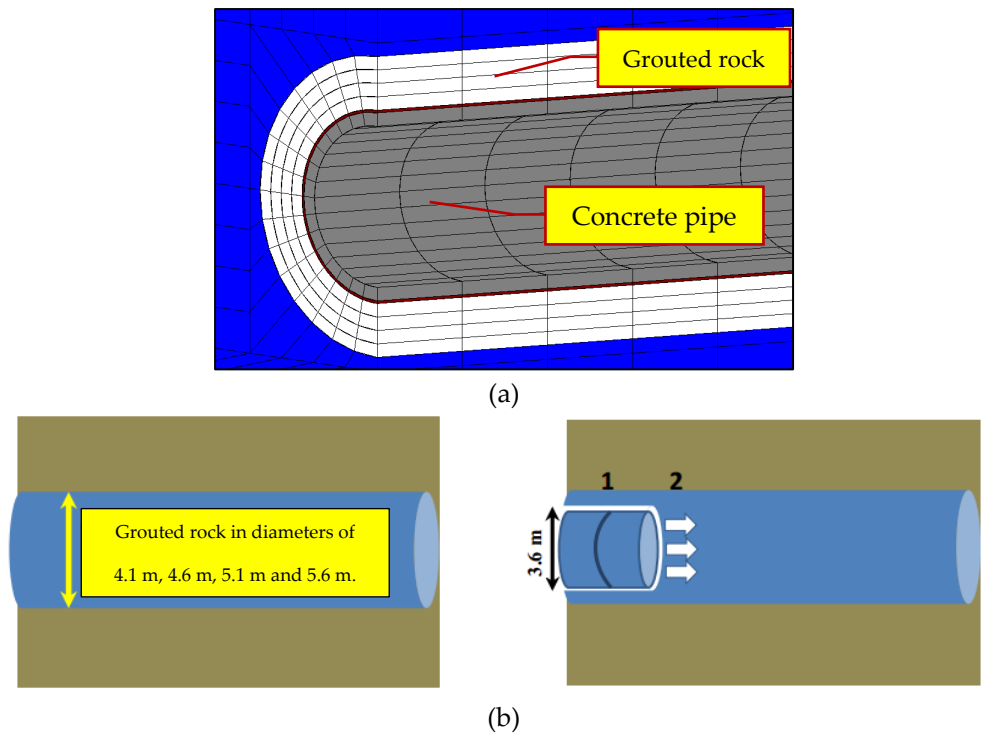 Grouted rock
Concrete pipe
(a)
Grouted rock in diameters of
4.1 m, 4.6 m, 5.1 m and 5.6 m.
1 2
3.6 m
(b)